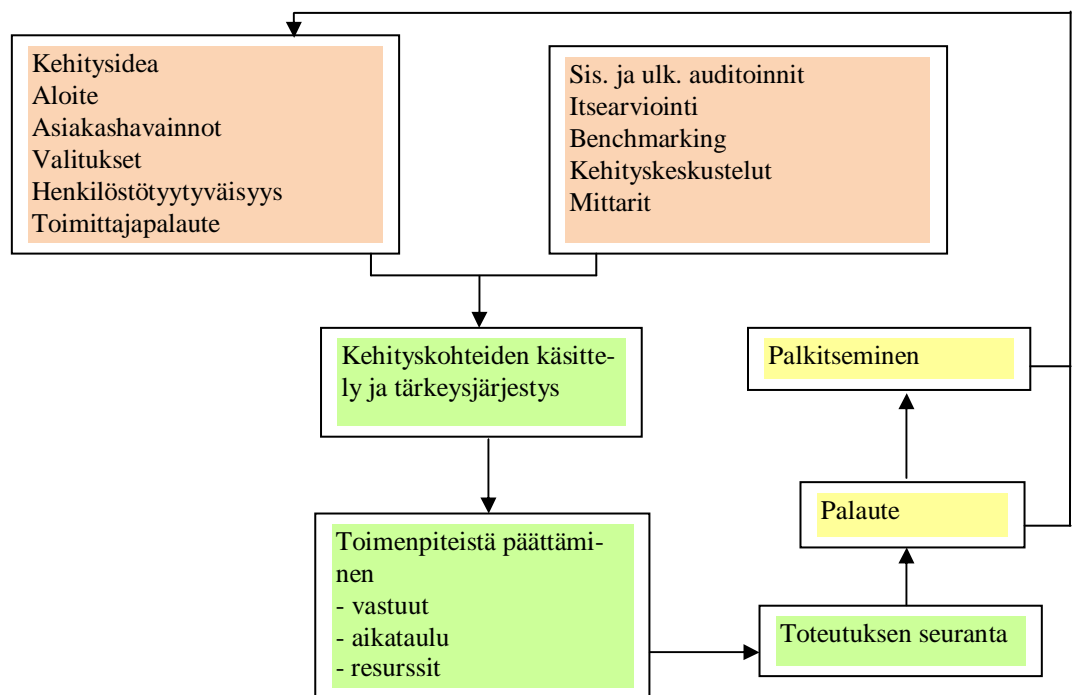 Kehitysidea
Aloite
Asiakashavainnot
Valitukset
Henkilöstötyytyväisyys
Toimittajapalaute
Sis. ja ulk. auditoinnit
Itsearviointi
Benchmarking
Kehityskeskustelut
Mittarit
Kehityskohteiden käsitte-
ly ja tärkeysjärjestys
Toimenpiteistä päättämi-
nen
- vastuut
- aikataulu
- resurssit
Toteutuksen seuranta
Palaute
Palkitseminen